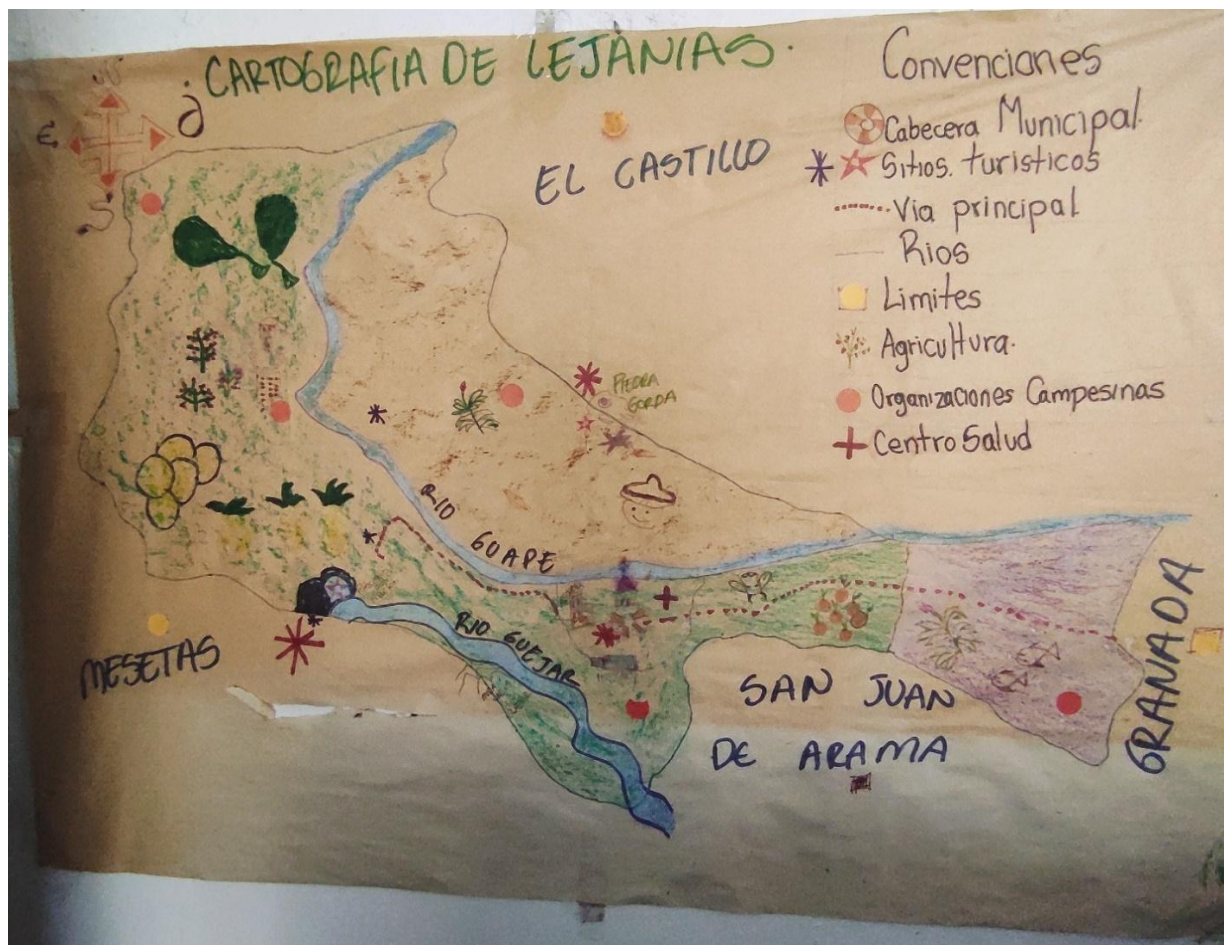 CARTOGRAFIA DE LEJANIAS.
Convenciones
Cabecera Municipal.
Sitios. turisticos
Via principal
Rios
Limites
Agricultura.
Organizaciones Campesinas
Centro Salud
E
S
EL CASTILLO
PIEDRA
GORDA
RIO GUAPE
RIO GUEJAR
MESETAS
SAN JUAN
DE ARAMA
GRANADA